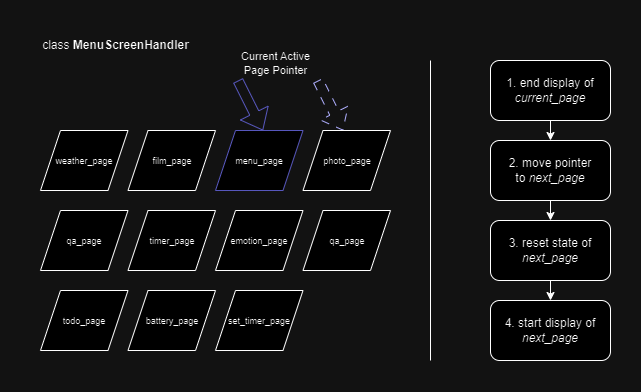 class MenuScreenHandler
Current Active
Page Pointer
weather_page
film_page
menu_page
photo_page
qa_page
timer_page
emotion_page
qa_page
todo_page
battery_page
set_timer_page
1. end display of
current_page
2. move pointer
to next_page
3. reset state of
next_page
4. start display of
next_page